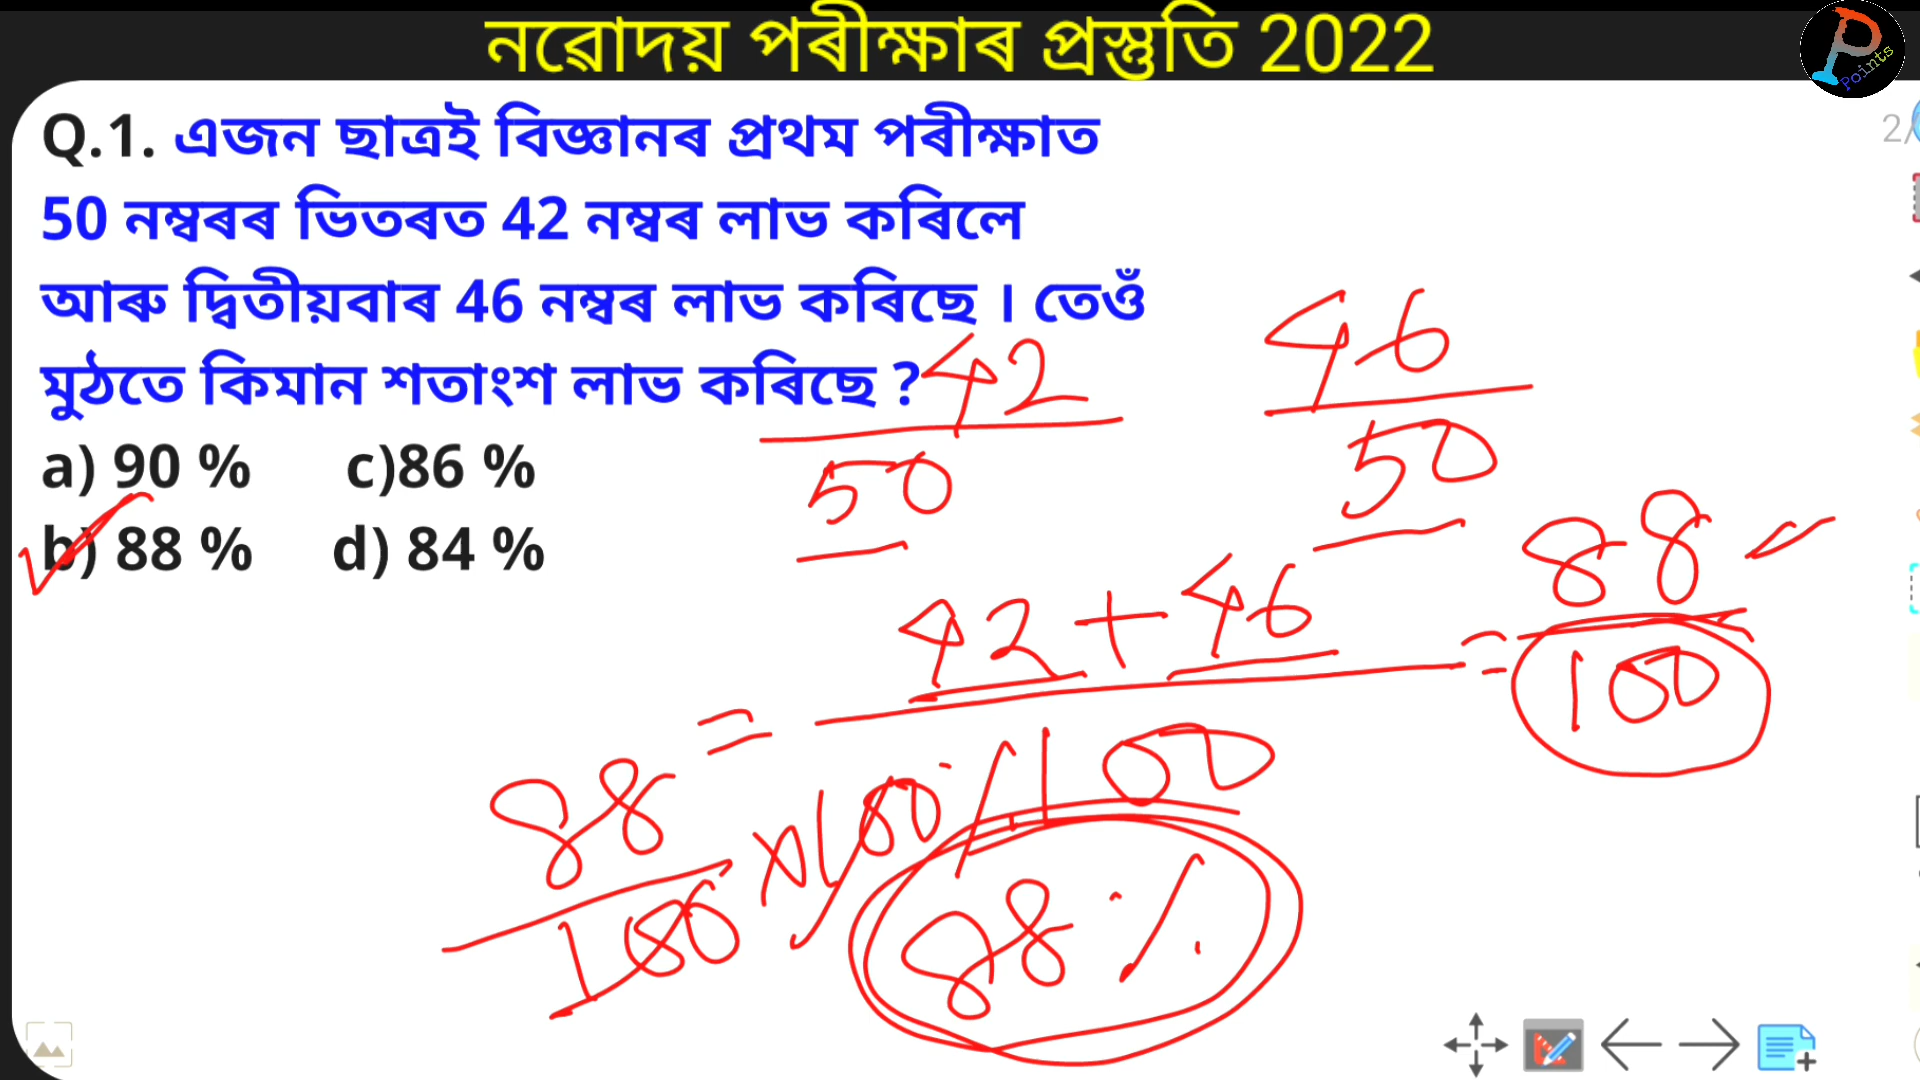 নৱোদয় পৰীক্ষাৰ প্ৰস্তুতি 2022
P Points
2/
Q.1. এজন ছাত্ৰই বিজ্ঞানৰ প্ৰথম পৰীক্ষাত
50 নম্বৰৰ ভিতৰত 42 নম্বৰ লাভ কৰিলে
আৰু দ্বিতীয়বাৰ 46 নম্বৰ লাভ কৰিছে । তেওঁ
মুঠতে কিমান শতাংশ লাভ কৰিছে ?
a) 90 % c)86 %
b) 88 % d) 84 %
42
50
46
50
= 42 + 46
100
= 88
100
88
100
× 100 %
88 %